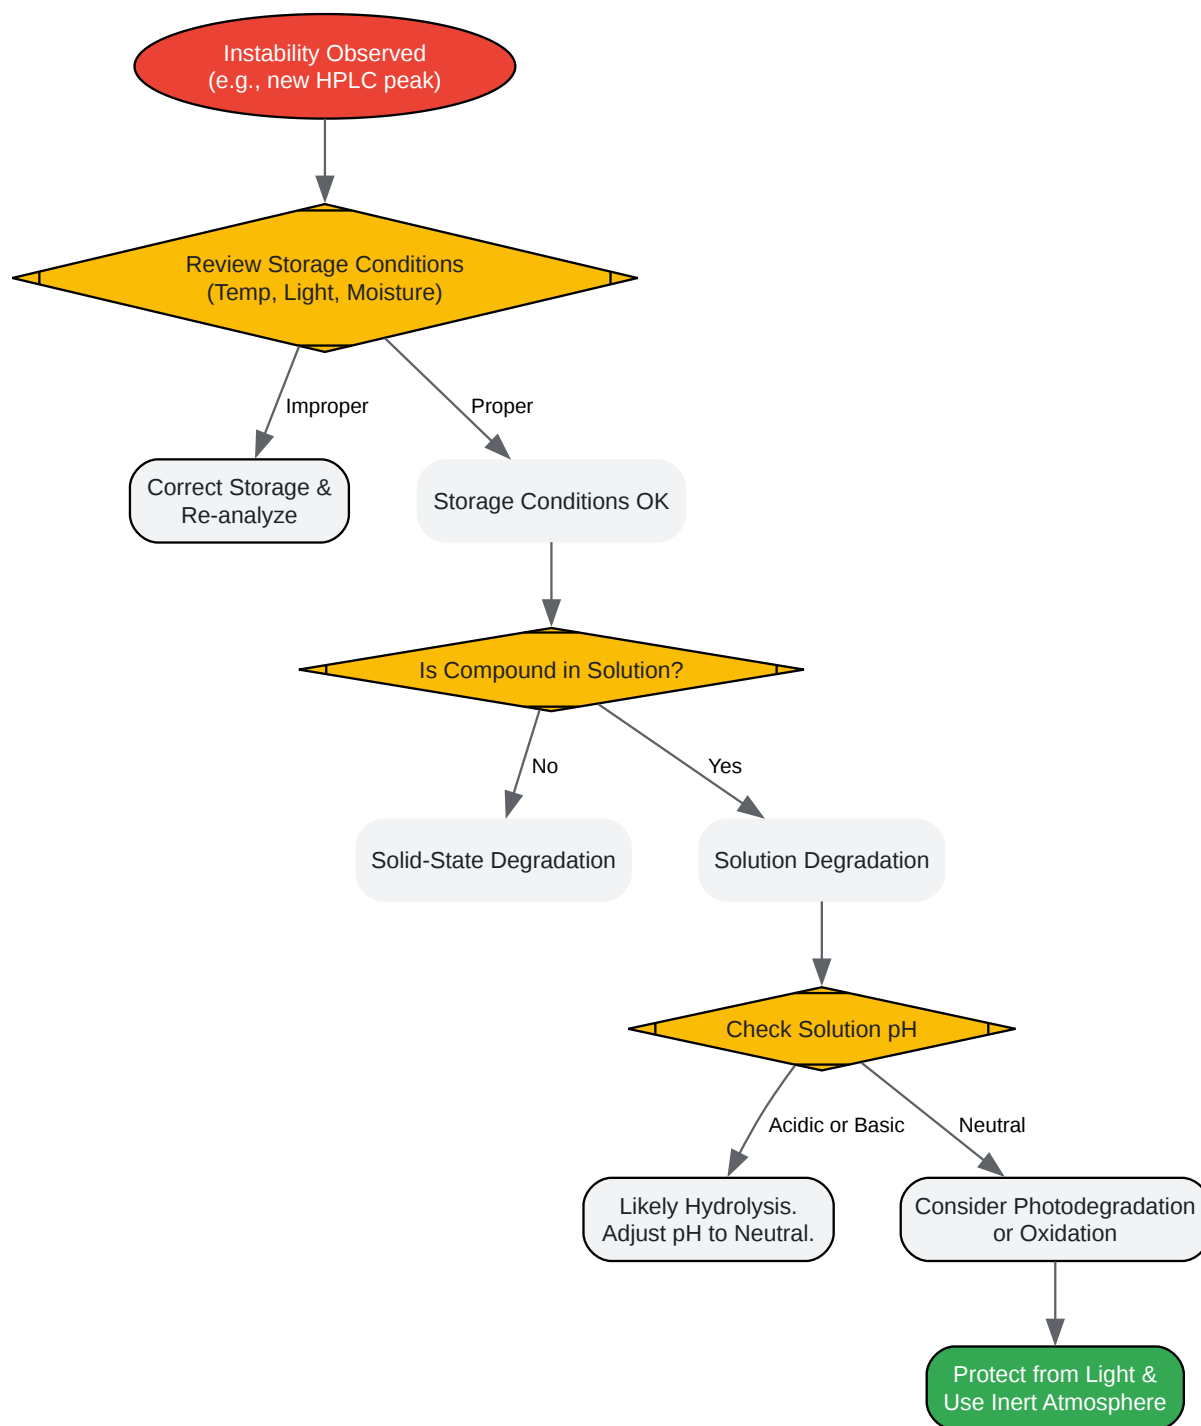 Instability Observed
(e.g., new HPLC peak)
Review Storage Conditions
(Temp, Light, Moisture)
Improper
Proper
Correct Storage &
Re-analyze
Storage Conditions OK
Is Compound in Solution?
No
Yes
Solid-State Degradation
Solution Degradation
Check Solution pH
Acidic or Basic
Neutral
Likely Hydrolysis.
Adjust pH to Neutral.
Consider Photodegradation
or Oxidation
Protect from Light &
Use Inert Atmosphere